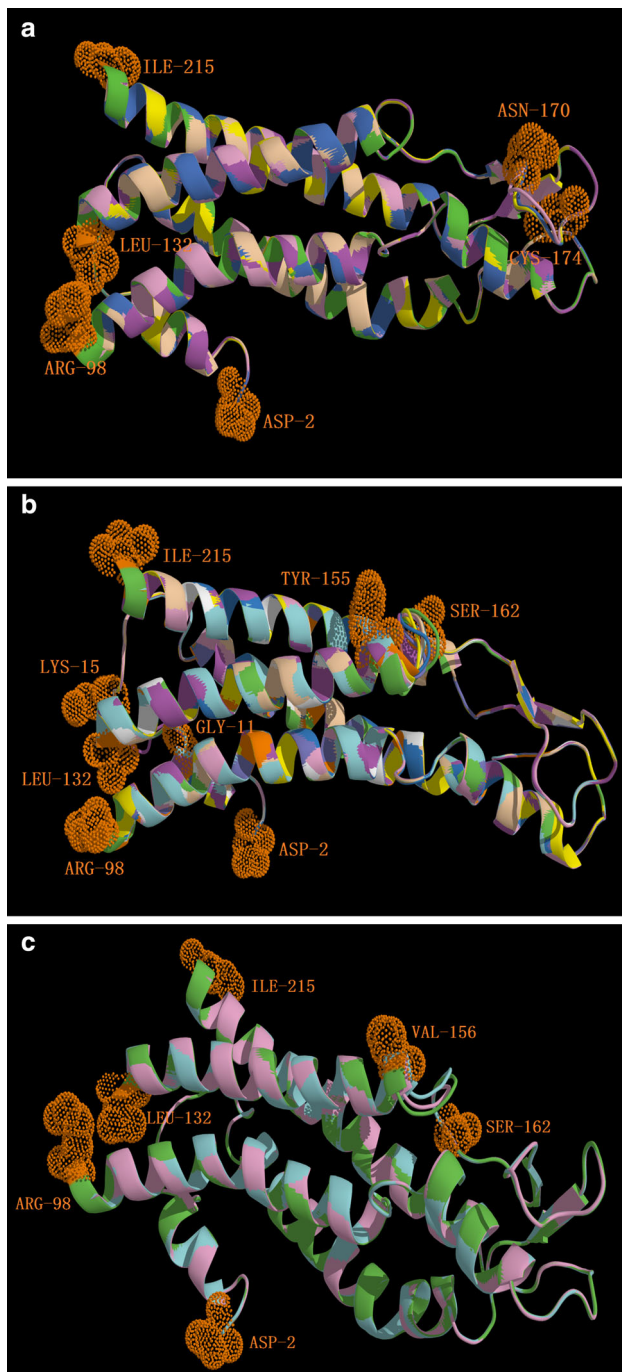 a
ILE-215
ASN-170
LEU-132
CYS-174
ARG-98
ASP-2
b
ILE-215
TYR-155
SER-162
LYS-15
GLY-11
LEU-132
ARG-98
ASP-2
c
ILE-215
VAL-156
LEU-132
SER-162
ARG-98
ASP-2